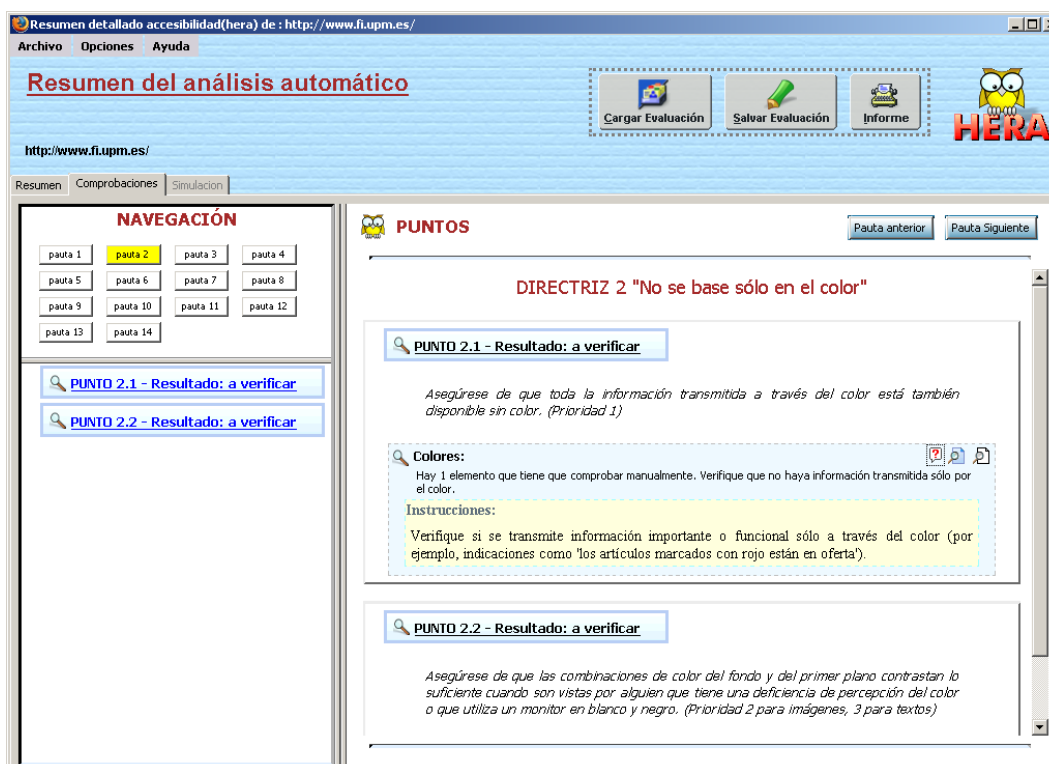 Resumen detallado accesibilidad(hera) de : http://www.fi.upm.es/
Archivo Opciones Ayuda
Resumen del análisis automático
Cargar Evaluación Salvar Evaluación Informe
HERA
http://www.fi.upm.es/
Resumen Comprobaciones Simulacion
NAVEGACIÓN
pauta 1 pauta 2 pauta 3 pauta 4
pauta 5 pauta 6 pauta 7 pauta 8
pauta 9 pauta 10 pauta 11 pauta 12
pauta 13 pauta 14
PUNTO 2.1 - Resultado: a verificar
PUNTO 2.2 - Resultado: a verificar
PUNTOS
Pauta anterior Pauta Siguiente
DIRECTRIZ 2 "No se base sólo en el color"
PUNTO 2.1 - Resultado: a verificar
Asegúrese de que toda la información transmitida a través del color está también
disponible sin color. (Prioridad 1)
Colores:
Hay 1 elemento que tiene que comprobar manualmente. Verifique que no haya información transmitida sólo por
el color.
Instrucciones:
Verifique si se transmite información importante o funcional sólo a través del color (por
ejemplo, indicaciones como 'los artículos marcados con rojo están en oferta').
PUNTO 2.2 - Resultado: a verificar
Asegúrese de que las combinaciones de color del fondo y del primer plano contrastan lo
suficiente cuando son vistas por alguien que tiene una deficiencia de percepción del color
o que utiliza un monitor en blanco y negro. (Prioridad 2 para imágenes, 3 para textos)